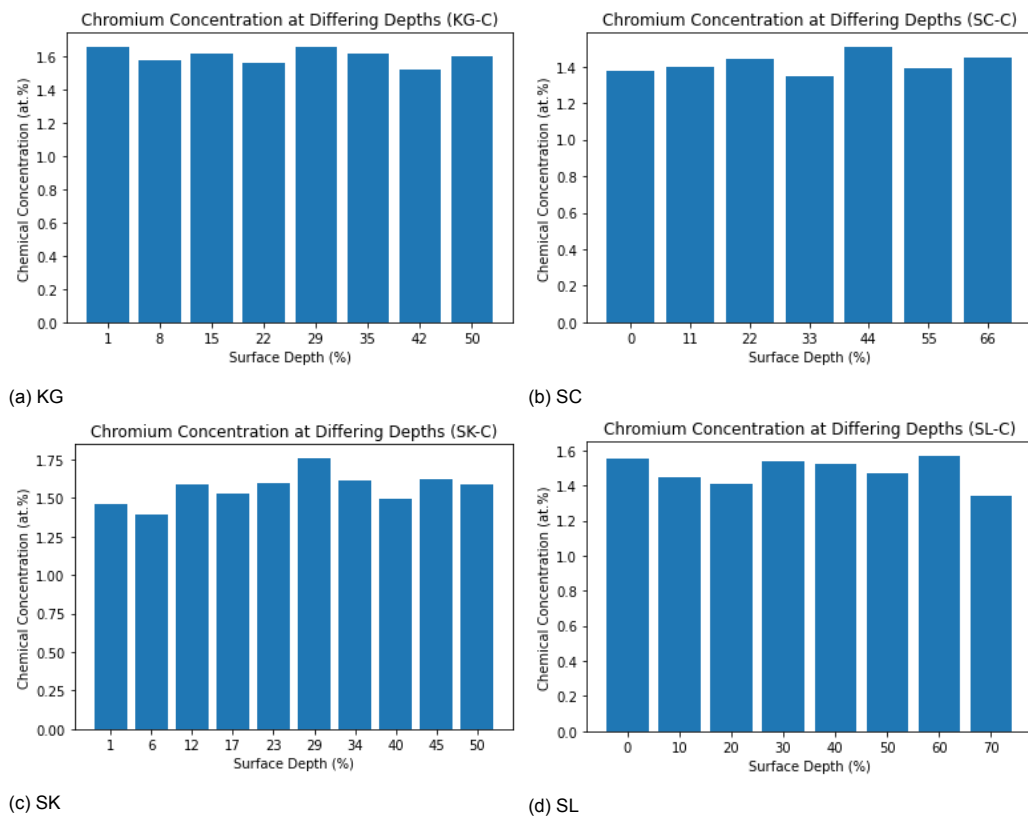 Chromium Concentration at Differing Depths (KG-C)
Chemical Concentration (at.%)
1.6
1.4
1.2
1.0
0.8
0.6
0.4
0.2
0.0
1 8 15 22 29 35 42 50
Surface Depth (%)
(a) KG
Chromium Concentration at Differing Depths (SC-C)
Chemical Concentration (at.%)
1.4
1.2
1.0
0.8
0.6
0.4
0.2
0.0
0 11 22 33 44 55 66
Surface Depth (%)
(b) SC
Chromium Concentration at Differing Depths (SK-C)
Chemical Concentration (at.%)
1.75
1.50
1.25
1.00
0.75
0.50
0.25
0.00
1 6 12 17 23 29 34 40 45 50
Surface Depth (%)
(c) SK
Chromium Concentration at Differing Depths (SL-C)
Chemical Concentration (at.%)
1.6
1.4
1.2
1.0
0.8
0.6
0.4
0.2
0.0
0 10 20 30 40 50 60 70
Surface Depth (%)
(d) SL